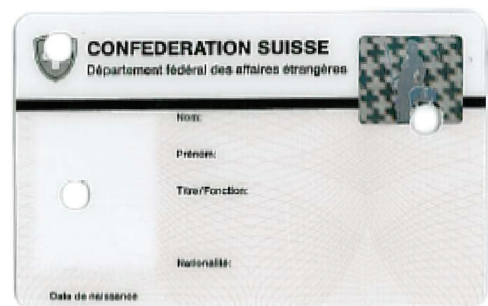 CONFEDERATION SUISSE
Département fédéral des affaires étrangères
Nom:
Prénom:
Titre/Fonction:
Nationalité:
Date de naissance